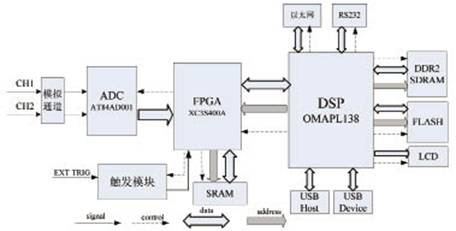 以太网
RS232
CH1
CH2
模拟
通道
ADC
AT84AD001
FPGA
XC3S400A
DSP
OMAPL138
DDR2
SDRAM
FLASH
LCD
EXT TRIG
触发模块
SRAM
USB
Host
USB
Device
signal
control
data
address